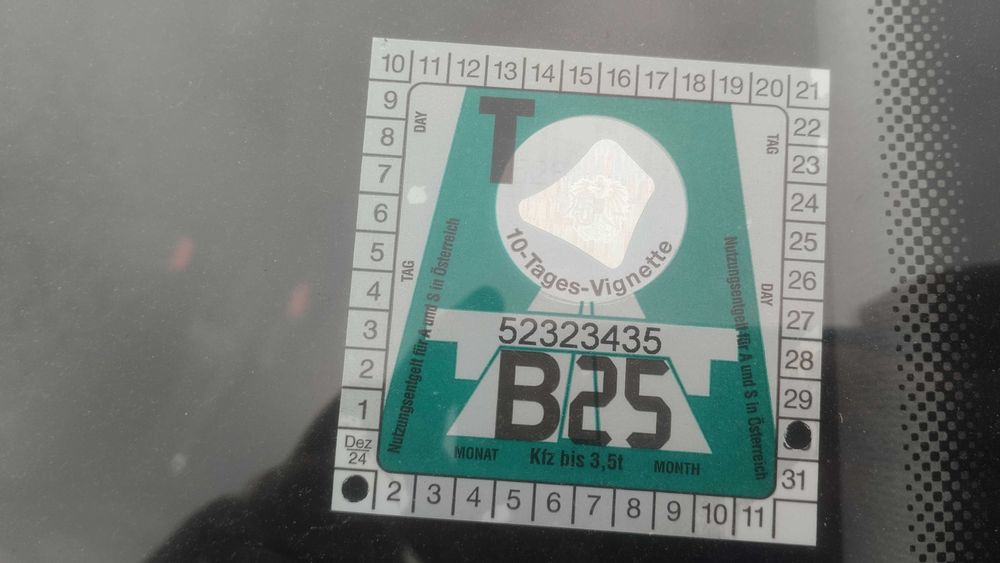 10 11 12 13 14 15 16 17 18 19 20 21
9
8
7
6
5
4
3
2
1
Dez
24
DAY
TAG
Nutzungsentgelt für A und S in Österreich
T
10-Tages-Vignette
52323435
B25
MONAT Kfz bis 3,5t MONTH
TAG
DAY
Nutzungsentgelt für A und S in Österreich
22
23
24
25
26
27
28
29
31
2 3 4 5 6 7 8 9 10 11